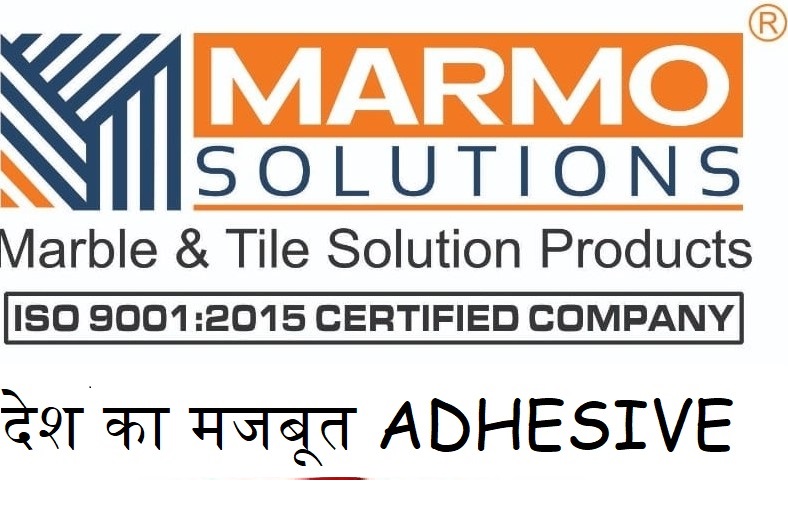 ®
MARMO
SOLUTIONS
Marble & Tile Solution Products
ISO 9001:2015 CERTIFIED COMPANY
देश का मजबूत ADHESIVE